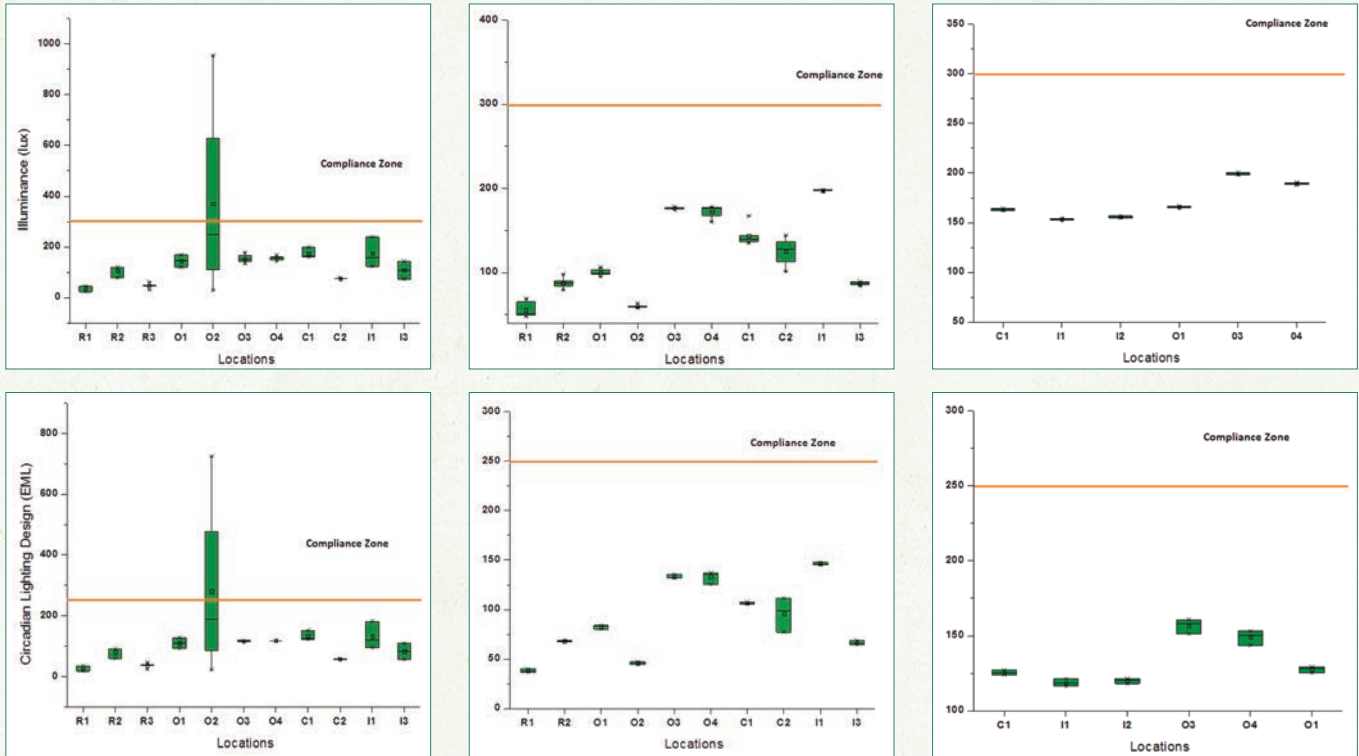 1000
800
600
400
200
0
Illuminance (lux)
Compliance Zone
R1 R2 R3 O1 O2 O3 O4 C1 C2 I1 I3
Locations
400
300
200
100
Compliance Zone
R1 R2 O1 O2 O3 O4 C1 C2 I1 I3
Locations
350
300
250
200
150
100
50
Compliance Zone
C1 I1 I2 O1 03 04
Locations
800
600
400
200
0
Circadian Lighting Design (EML)
Compliance Zone
R1 R2 R3 O1 O2 O3 O4 C1 C2 I1 I3
Locations
300
250
200
150
100
50
0
Compliance Zone
R1 R2 O1 O2 O3 O4 C1 C2 I1 I3
Locations
300
250
200
150
100
Compliance Zone
C1 I1 I2 O3 O4 O1
Locations